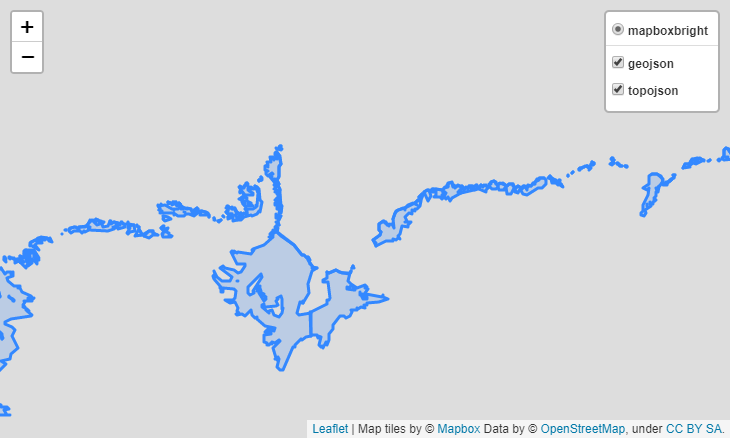 +
−
mapboxbright
geojson
topojson
Leaflet | Map tiles by © Mapbox Data by © OpenStreetMap, under CC BY SA.